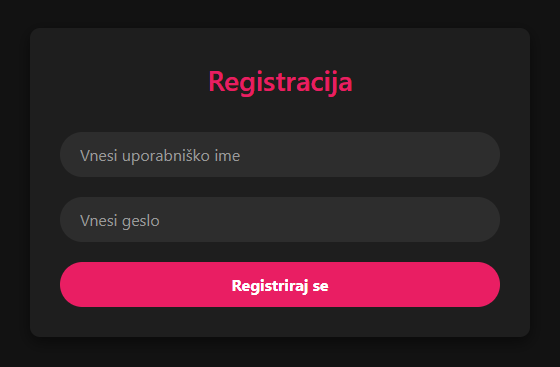 Registracija
Vnesi uporabniško ime
Vnesi geslo
Registriraj se